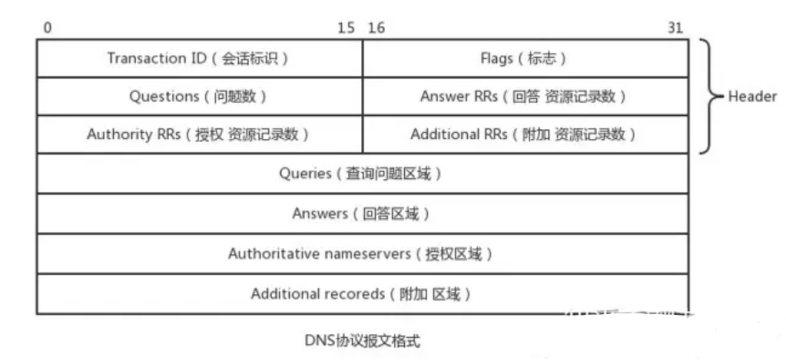 0 15 16 31
Transaction ID（会话标识） Flags（标志）
Questions（问题数） Answer RRs（回答 资源记录数） Header
Authority RRs（授权 资源记录数） Additional RRs（附加 资源记录数）
Queries（查询问题区域）
Answers（回答区域）
Authoritative nameservers（授权区域）
Additional recoreds（附加 区域）
DNS协议报文格式